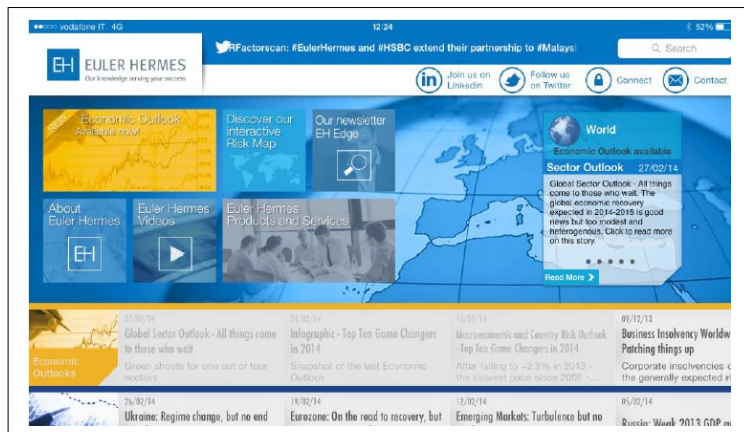 vodafone IT 4G
12:24
52%
EH EULER HERMES
Our knowledge serving your success
RFactorscan: #EulerHermes and #HSBC extend their partnership to #Malaysi
Search
Join us on
Linkedin
Follow us
on Twitter
Connect
Contact
NEW
Economic Outlook
Available now!
Discover our
interactive
Risk Map
Our newsletter
EH Edge
World
Economic Outlook available
Sector Outlook 27/02/14
Global Sector Outlook - All things
come to those who wait. The
global economic recovery
expected in 2014-2015 is good
news but too modest and
heterogenous. Click to read more
on this story.
Read More
About
Euler Hermes
EH
Euler Hermes
Videos
Euler Hermes
Products and Services
Economic
Outlooks
27/02/14
Global Sector Outlook - All things come
to those who wait
Green shoots for one out of four
sectors
24/02/14
Infographic - Top Ten Game Changers
in 2014
Snapshot of the last Economic
Outlook
Macroeconomic and Country Risk Outlook
- Top Ten Game Changers in 2014
After falling to +2.3% in 2013 -
the slowest pace since 2009 -...
09/12/13
Business Insolvency Worldw
Patching things up
Corporate insolvencies
the generally expected
26/02/14
Ukraine: Regime change, but no end
19/02/14
Eurozone: On the road to recovery, but
12/02/14
Emerging Markets: Turbulence but no
05/02/14
Russia: Weak 2013 GDP